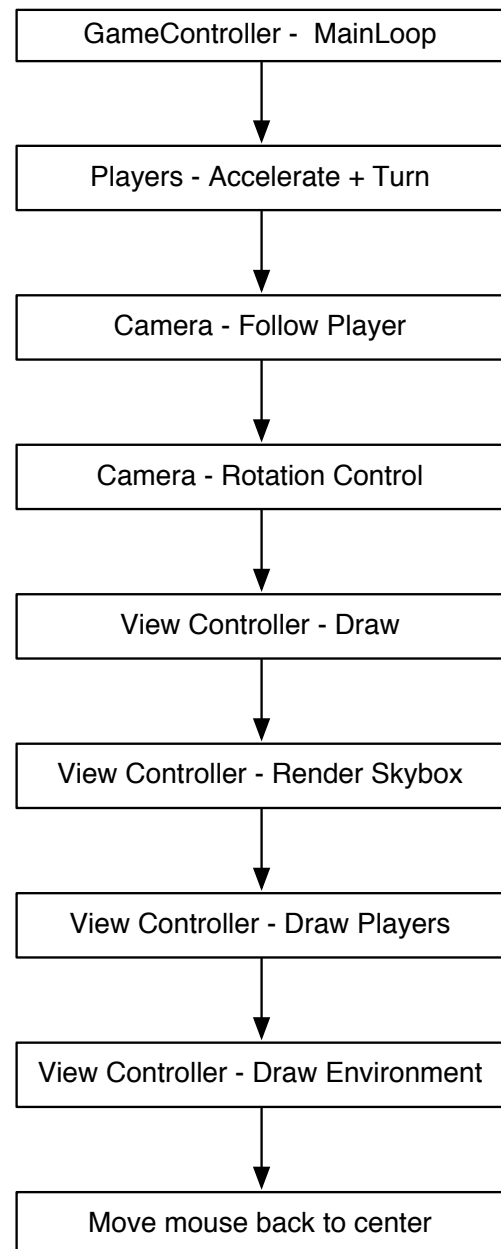 GameController - MainLoop
Players - Accelerate + Turn
Camera - Follow Player
Camera - Rotation Control
View Controller - Draw
View Controller - Render Skybox
View Controller - Draw Players
View Controller - Draw Environment
Move mouse back to center